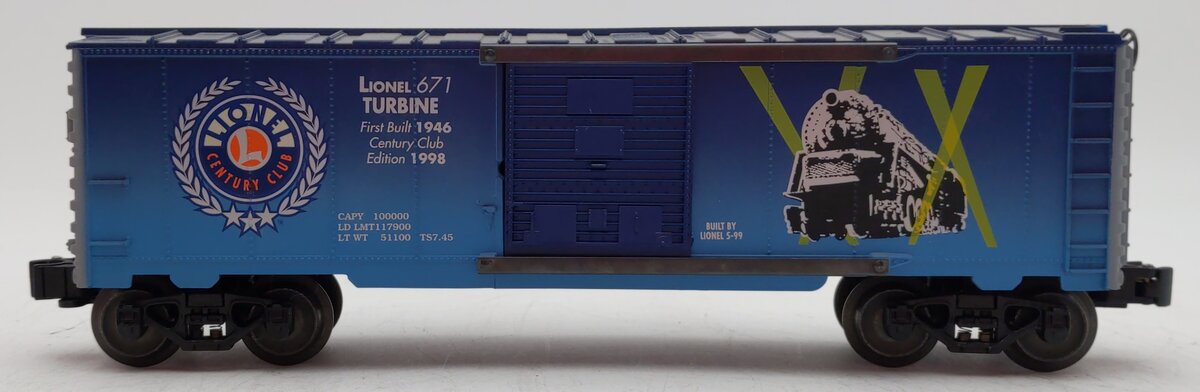 LIONEL
L
CENTURY CLUB
LIONEL 671
TURBINE
First Built 1946
Century Club
Edition 1998
CAPY 100000
LD LMT117900
LT WT 51100 TS7.45
BUILT BY
LIONEL 5-99